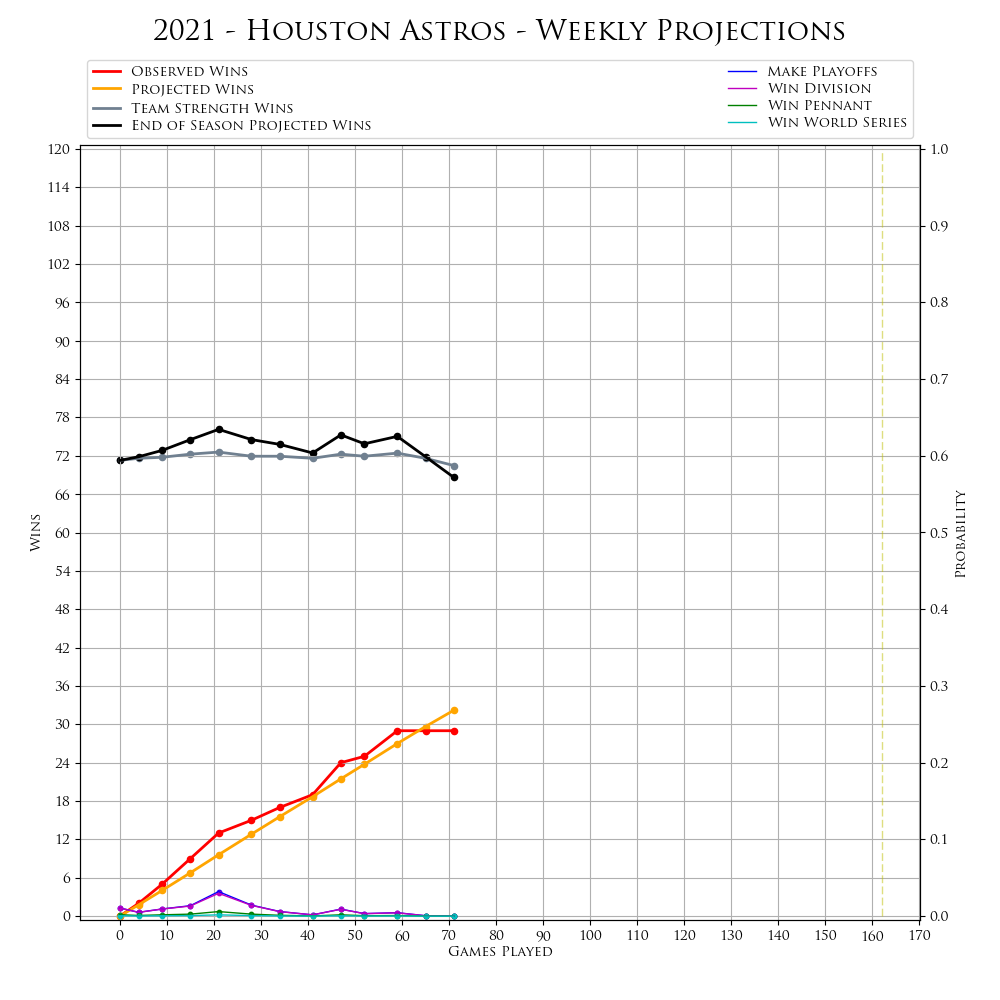 2021 - Houston Astros - Weekly Projections
Observed Wins
Projected Wins
Team Strength Wins
End of Season Projected Wins
Make Playoffs
Win Division
Win Pennant
Win World Series
120
114
108
102
96
90
84
78
72
66
60
54
48
42
36
30
24
18
12
6
0
Wins
1.0
0.9
0.8
0.7
0.6
0.5
0.4
0.3
0.2
0.1
0.0
Probability
0 10 20 30 40 50 60 70 80 90 100 110 120 130 140 150 160 170
Games Played